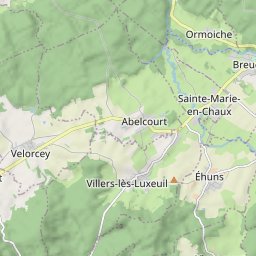 Ormoiche
Breu
Sainte-Marie-
en-Chaux
Abelcourt
Velorcey
t
Villers-lès-Luxeuil
Éhuns